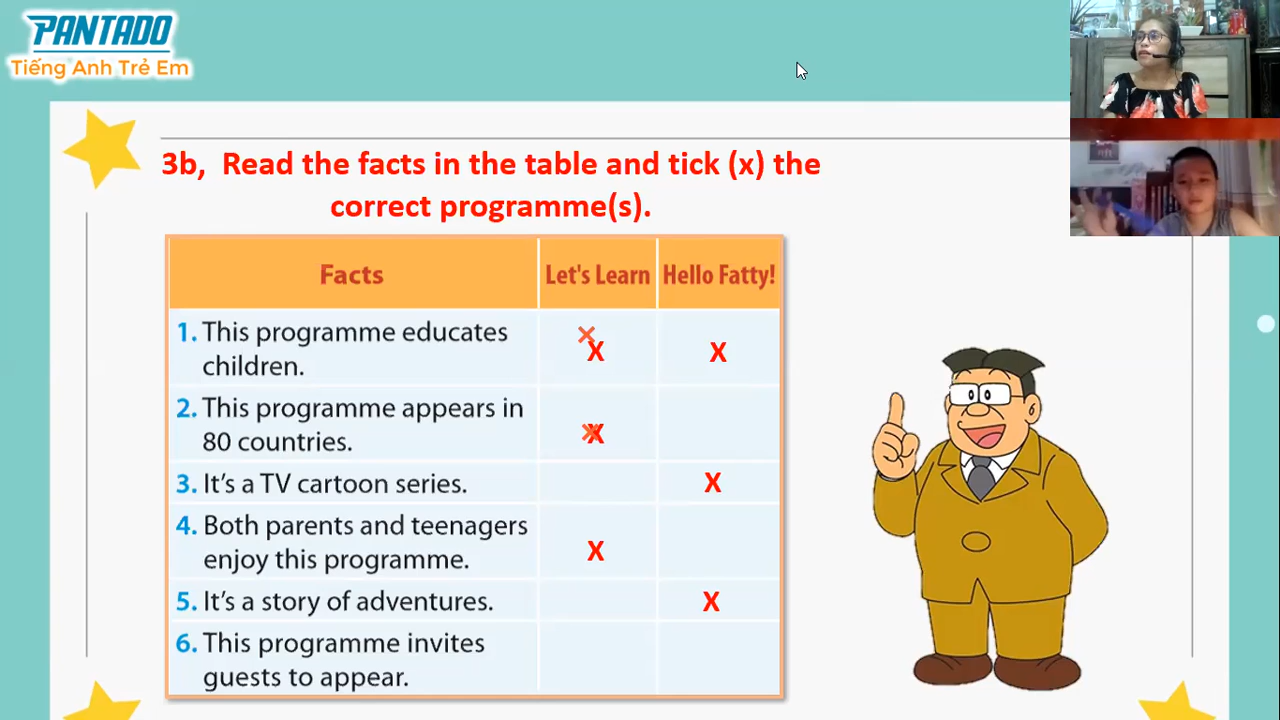 PANTADO
Tiếng Anh Trẻ Em
3b, Read the facts in the table and tick (x) the
correct programme(s).
Facts Let's Learn Hello Fatty!
1. This programme educates
children. x X X
2. This programme appears in
80 countries. x X
3. It's a TV cartoon series. X
4. Both parents and teenagers
enjoy this programme. X
5. It's a story of adventures. X
6. This programme invites
guests to appear.